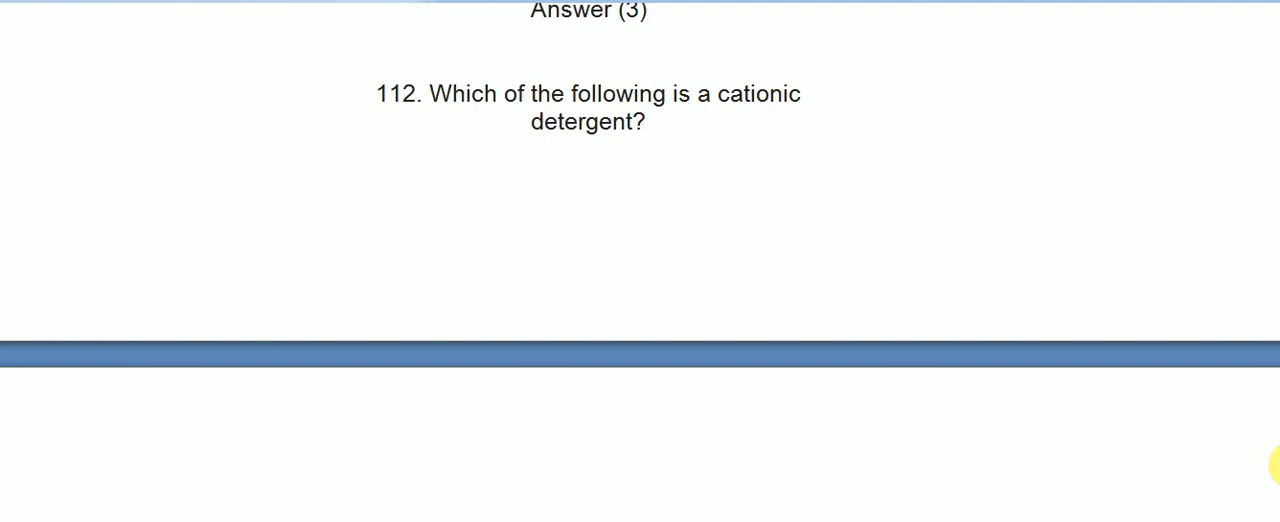 Answer (3)
112. Which of the following is a cationic
detergent?